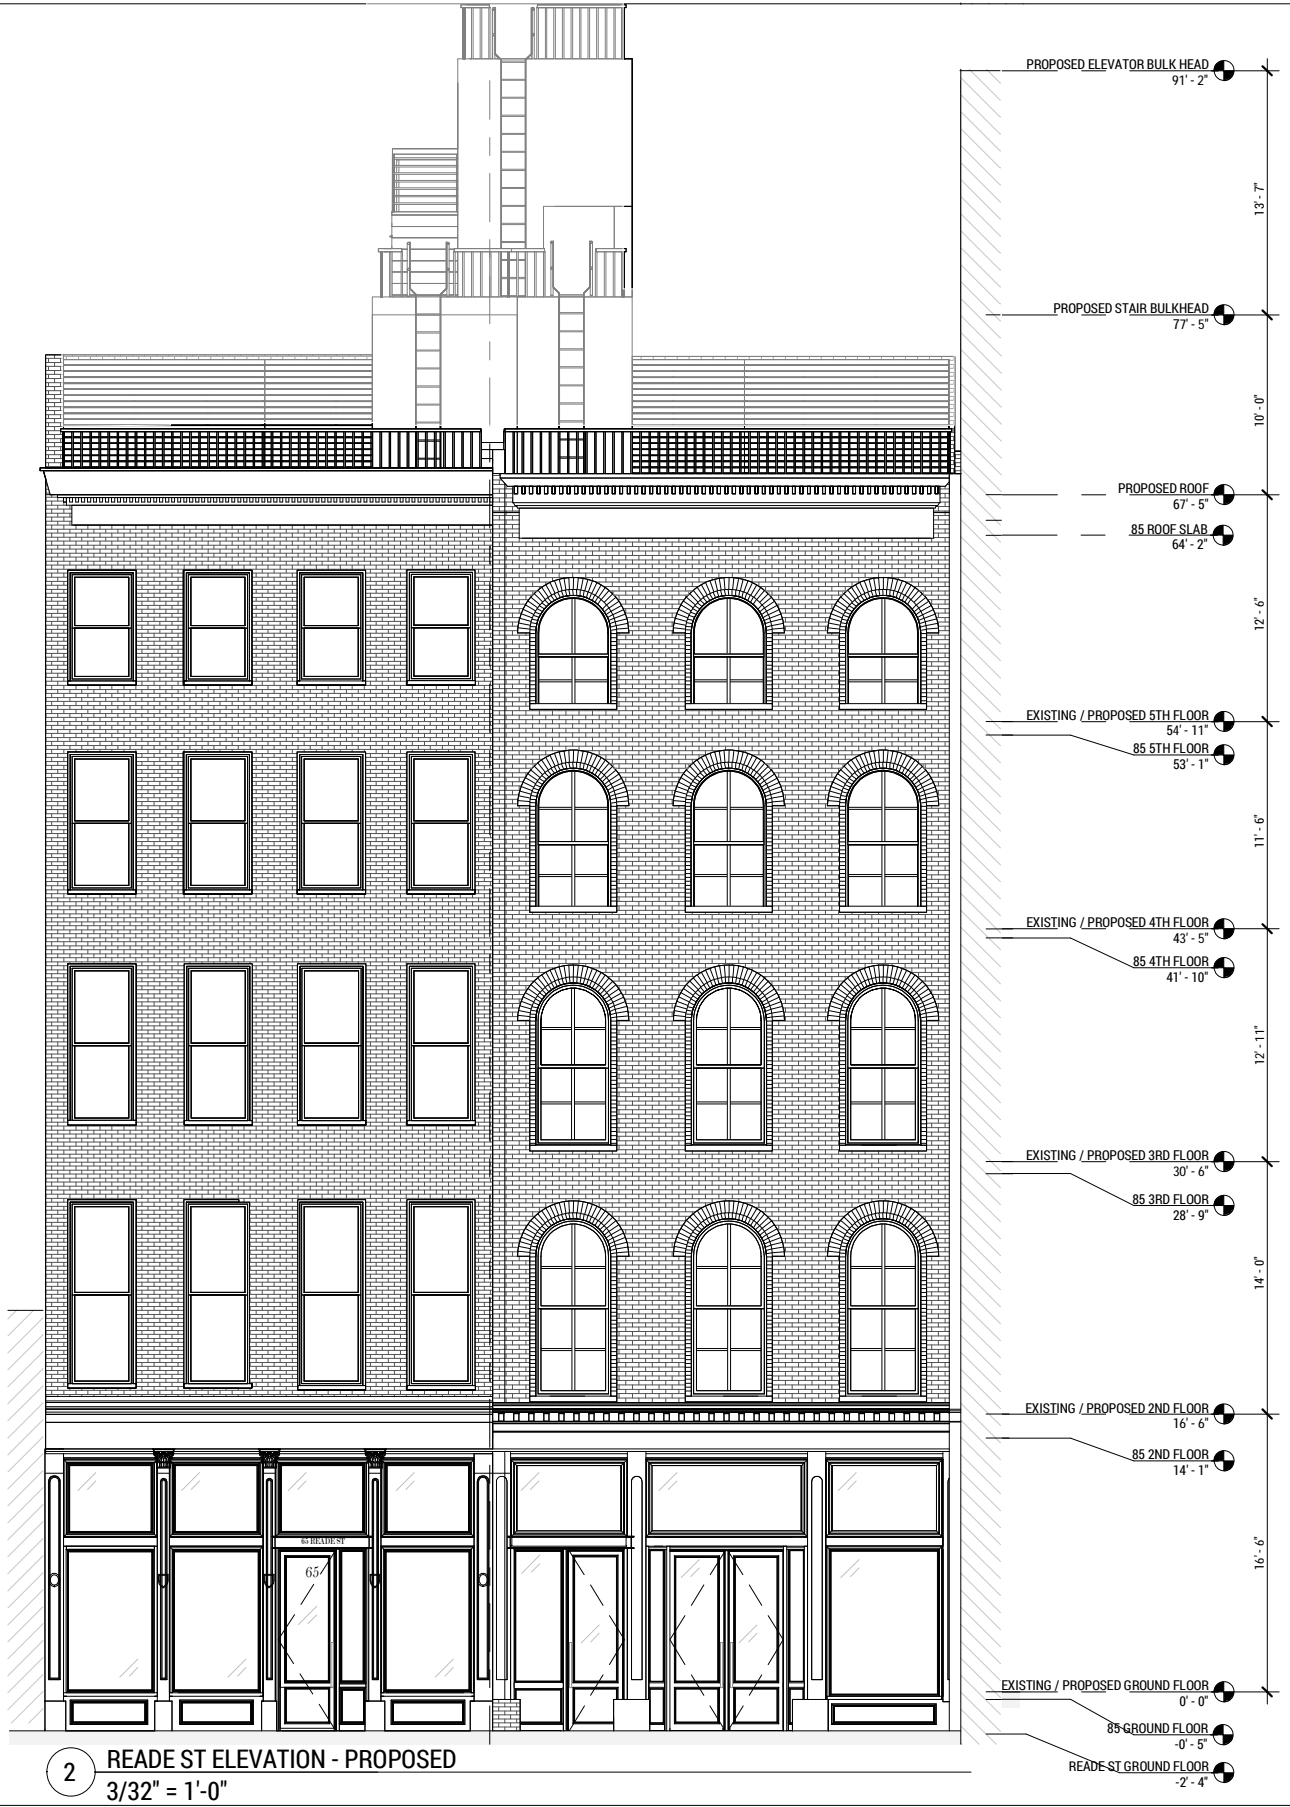 PROPOSED ELEVATOR BULK HEAD
91' - 2"
13' - 7"
PROPOSED STAIR BULKHEAD
77' - 5"
10' - 0"
PROPOSED ROOF
67' - 5"
85 ROOF SLAB
64' - 2"
12' - 6"
EXISTING / PROPOSED 5TH FLOOR
54' - 11"
85 5TH FLOOR
53' - 1"
11' - 6"
EXISTING / PROPOSED 4TH FLOOR
43' - 5"
85 4TH FLOOR
41' - 10"
12' - 11"
EXISTING / PROPOSED 3RD FLOOR
30' - 6"
85 3RD FLOOR
28' - 9"
14' - 0"
EXISTING / PROPOSED 2ND FLOOR
16' - 6"
85 2ND FLOOR
14' - 1"
16' - 6"
65 READE ST
65
EXISTING / PROPOSED GROUND FLOOR
0' - 0"
85 GROUND FLOOR
-0' - 5"
READE ST GROUND FLOOR
-2' - 4"
2
READE ST ELEVATION - PROPOSED
3/32" = 1'-0"